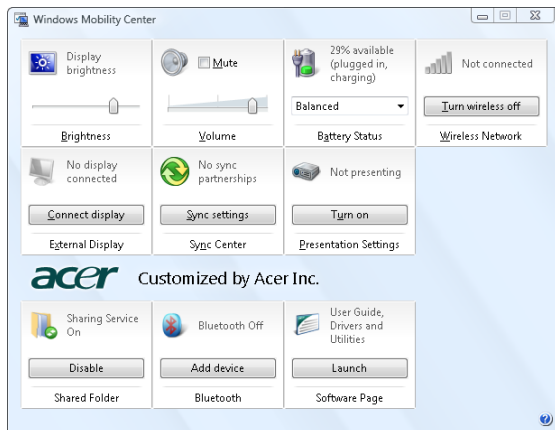 Windows Mobility Center
Display
brightness
Brightness
Mute
Volume
29% available
(plugged in,
charging)
Balanced
Battery Status
Not connected
Turn wireless off
Wireless Network
No display
connected
Connect display
External Display
No sync
partnerships
Sync settings
Sync Center
Not presenting
Turn on
Presentation Settings
acer Customized by Acer Inc.
Sharing Service
On
Disable
Shared Folder
Bluetooth Off
Add device
Bluetooth
User Guide,
Drivers and
Utilities
Launch
Software Page